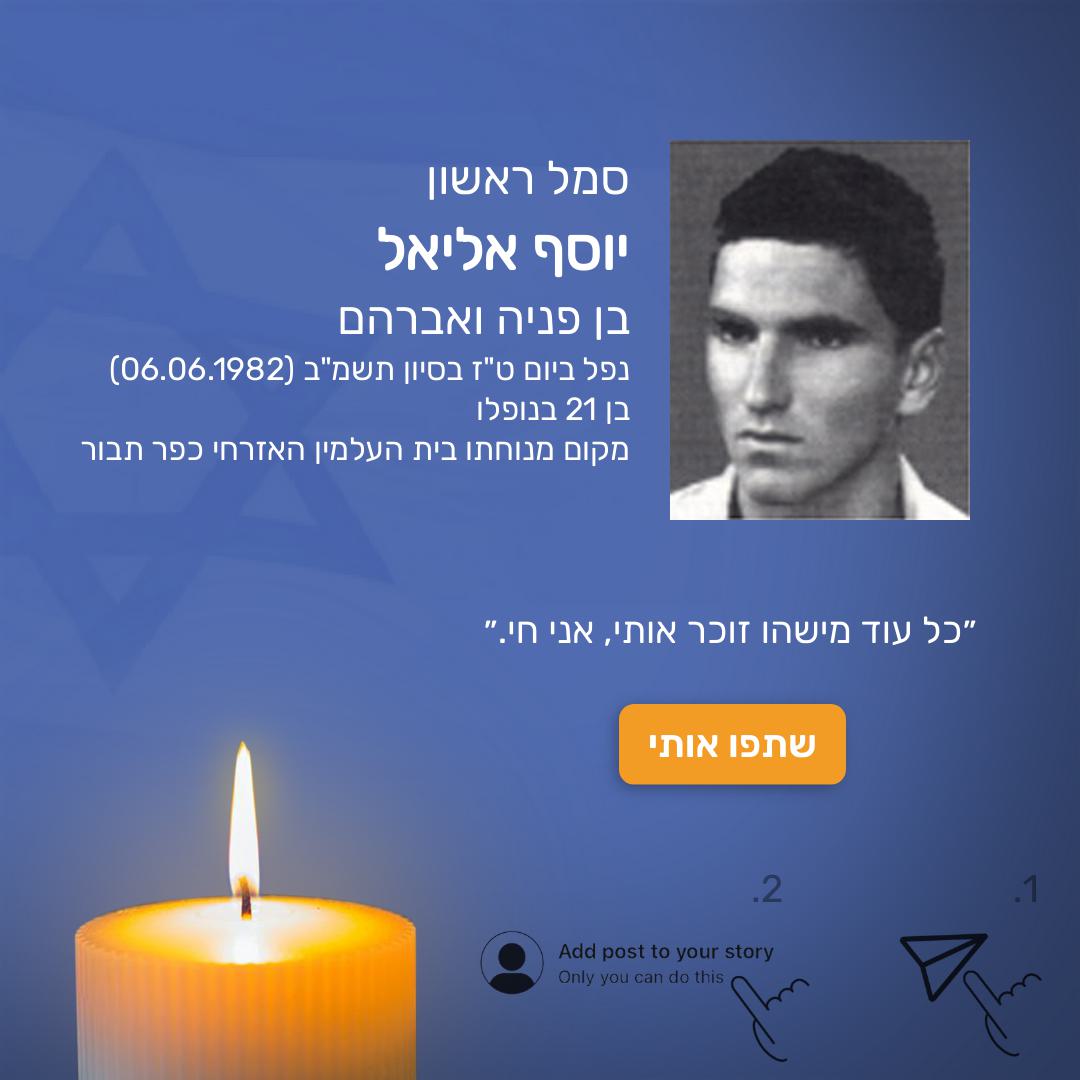 סמל ראשון
יוסף אליאל
בן פניה ואברהם
נפל ביום ט"ז בסיון תשמ"ב (06.06.1982)
בן 21 בנופלו
מקום מנוחתו בית העלמין האזרחי כפר תבור
״כל עוד מישהו זוכר אותי, אני חי.״
שתפו אותי
1.
2.
Add post to your story
Only you can do this